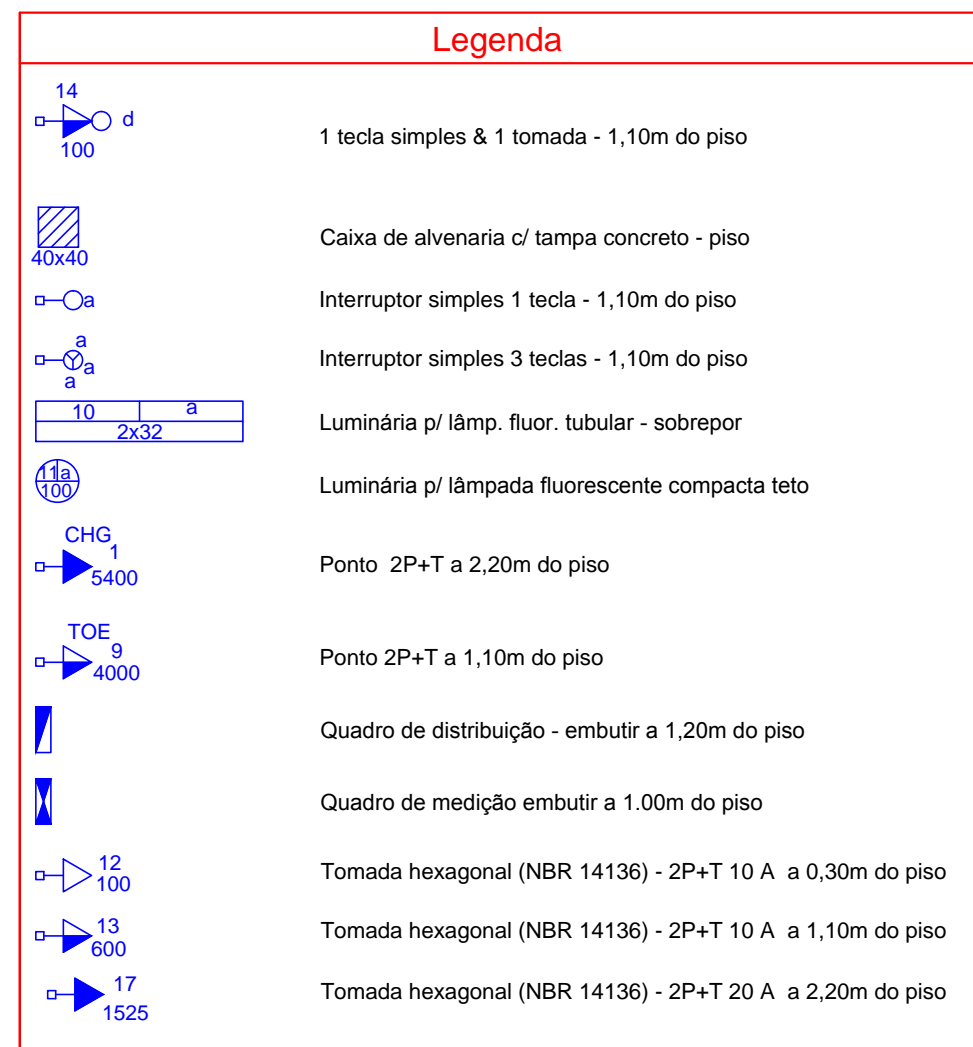 Legenda
14
d
100
1 tecla simples & 1 tomada - 1,10m do piso
40x40
Caixa de alvenaria c/ tampa concreto - piso
a
Interruptor simples 1 tecla - 1,10m do piso
a
a
a
Interruptor simples 3 teclas - 1,10m do piso
10 a
2x32
Luminária p/ lâmp. fluor. tubular - sobrepor
11a
100
Luminária p/ lâmpada fluorescente compacta teto
CHG
1
5400
Ponto 2P+T a 2,20m do piso
TOE
9
4000
Ponto 2P+T a 1,10m do piso
Quadro de distribuição - embutir a 1,20m do piso
Quadro de medição embutir a 1.00m do piso
12
100
Tomada hexagonal (NBR 14136) - 2P+T 10 A a 0,30m do piso
13
600
Tomada hexagonal (NBR 14136) - 2P+T 10 A a 1,10m do piso
17
1525
Tomada hexagonal (NBR 14136) - 2P+T 20 A a 2,20m do piso